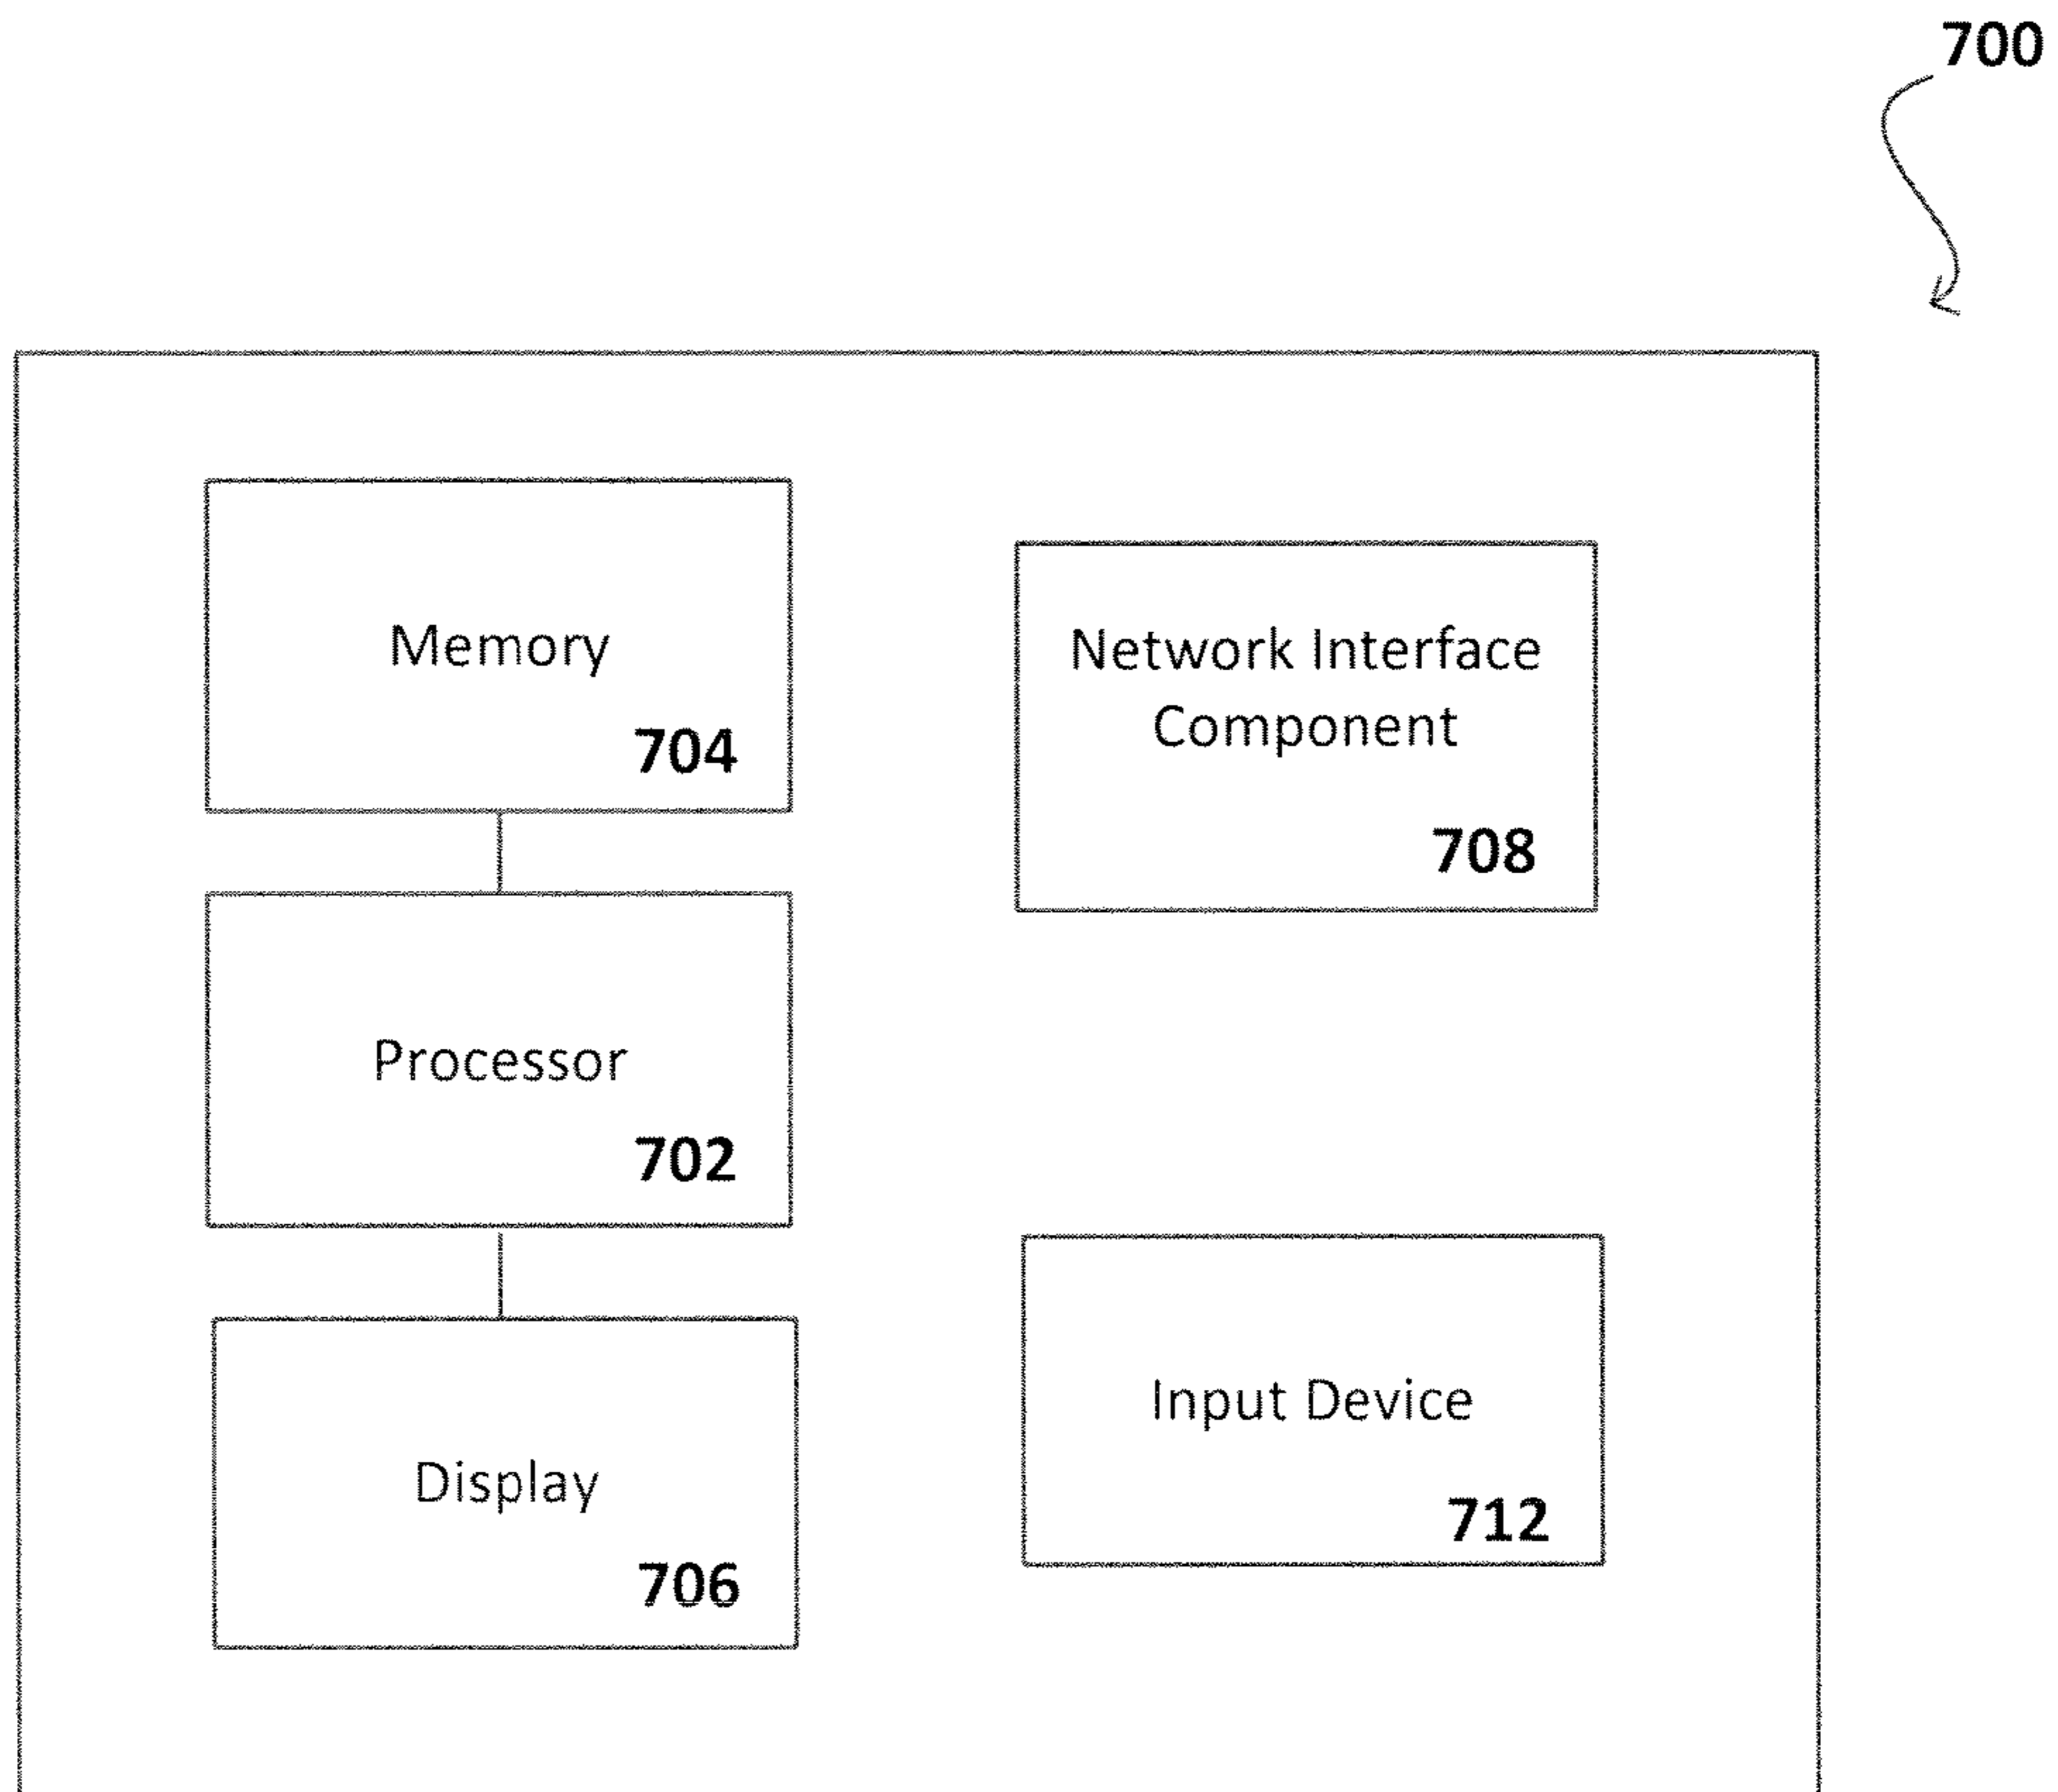 700
Memory
704
Network Interface
Component
708
Processor
702
Input Device
712
Display
706